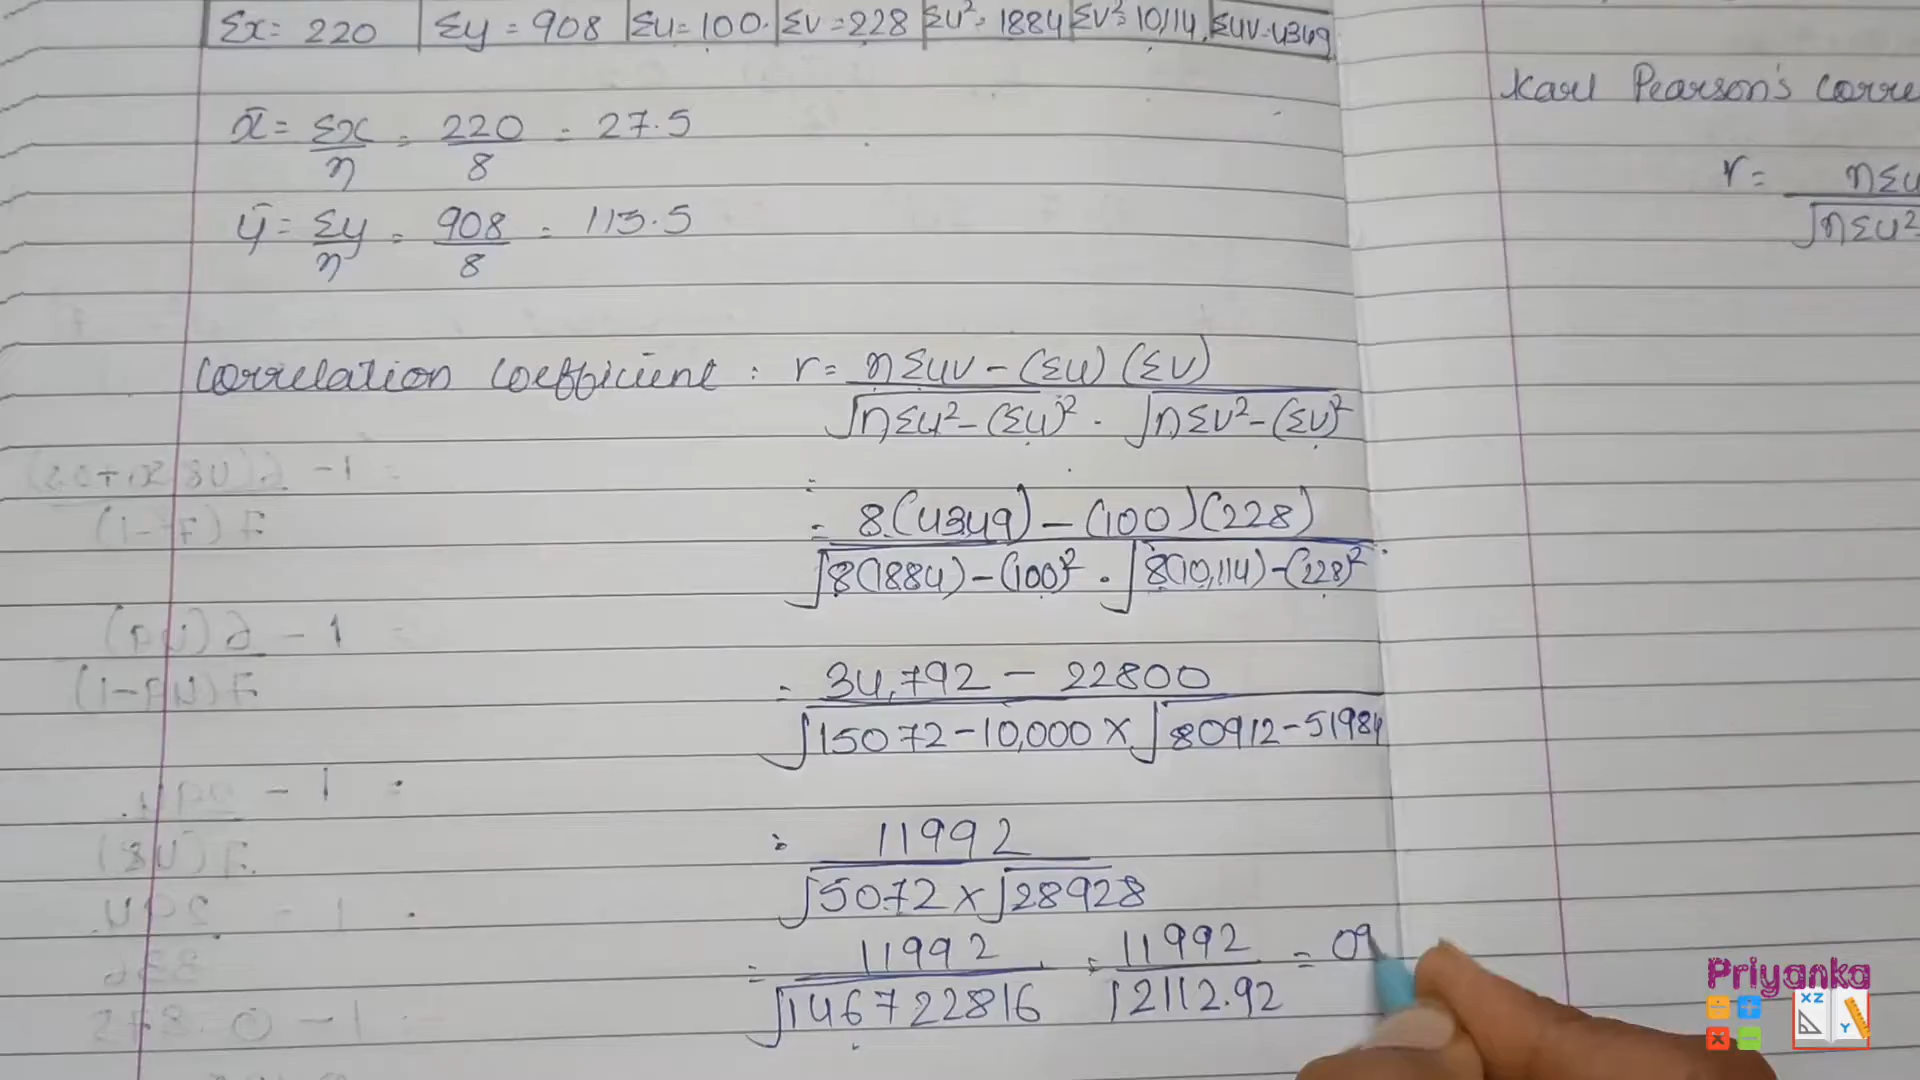 Σx= 220 Σy = 908 Σu=100. Σv=228 Σu²=1884 Σv²=10,114, Σuv=4349
x̄ = Σx/n = 220/8 = 27.5
ȳ = Σy/n = 908/8 = 113.5
Karl Pearson's Corre
r= nΣu
√nΣu²
Correlation Coefficient : r= nΣuv - (Σu) (Σv)
√nΣu² - (Σu)² . √nΣv² - (Σv)²
= 8(4349) - (100)(228)
√8(1884) - (100)² . √8(10,114) - (228)²
= 34,792 - 22800
√15072 - 10,000 × √80912 - 51984
= 11992
√5072 × √28928
= 11992 = 11992 = 09
√146722816 12112.92
Priyanka
XZ
Y